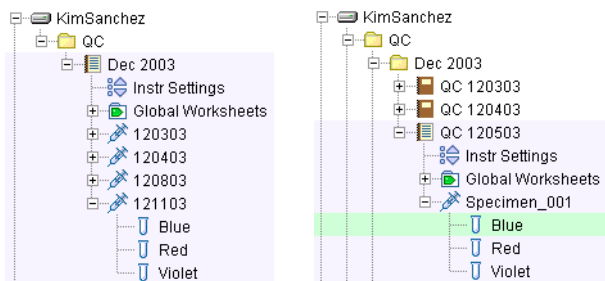 KimSanchez
QC
Dec 2003
Instr Settings
Global Worksheets
120303
120403
120803
121103
Blue
Red
Violet
KimSanchez
QC
Dec 2003
QC 120303
QC 120403
QC 120503
Instr Settings
Global Worksheets
Specimen_001
Blue
Red
Violet